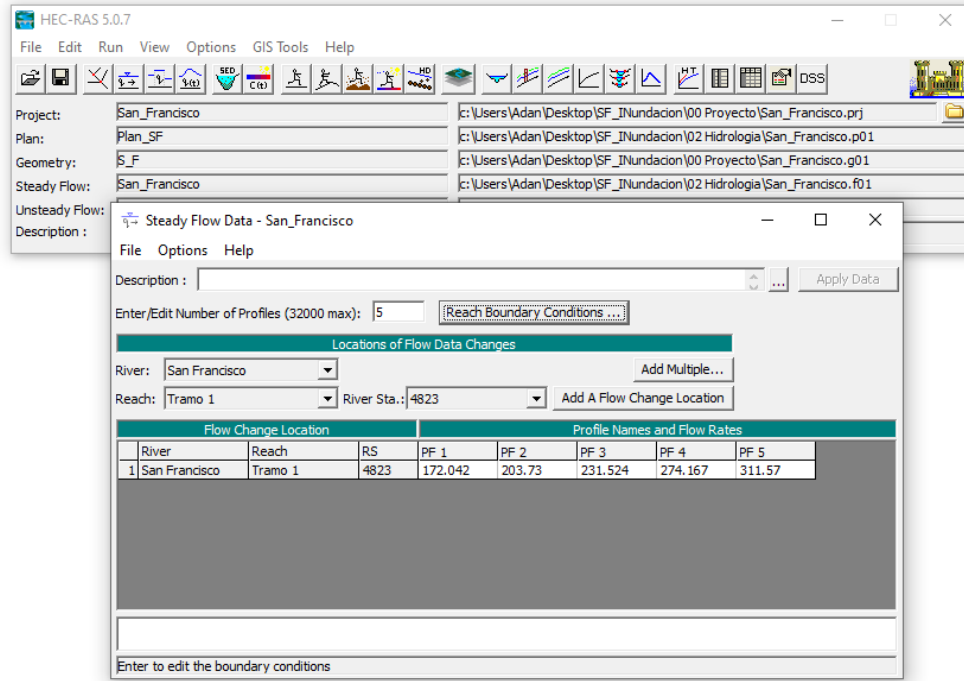 HEC-RAS 5.0.7
File Edit Run View Options GIS Tools Help
SED C(t) HD HT DSS
Project: San_Francisco c:\Users\Adan\Desktop\SF_INundacion\00 Proyecto\San_Francisco.prj
Plan: Plan_SF c:\Users\Adan\Desktop\SF_INundacion\02 Hidrologia\San_Francisco.p01
Geometry: S_F c:\Users\Adan\Desktop\SF_INundacion\00 Proyecto\San_Francisco.g01
Steady Flow: San_Francisco c:\Users\Adan\Desktop\SF_INundacion\02 Hidrologia\San_Francisco.f01
Unsteady Flow:
Description :
Steady Flow Data - San_Francisco
File Options Help
Description : ... Apply Data
Enter/Edit Number of Profiles (32000 max): 5 Reach Boundary Conditions ...
Locations of Flow Data Changes
River: San Francisco Add Multiple...
Reach: Tramo 1 River Sta.: 4823 Add A Flow Change Location
Flow Change Location Profile Names and Flow Rates
River Reach RS PF 1 PF 2 PF 3 PF 4 PF 5
1 San Francisco Tramo 1 4823 172.042 203.73 231.524 274.167 311.57
Enter to edit the boundary conditions